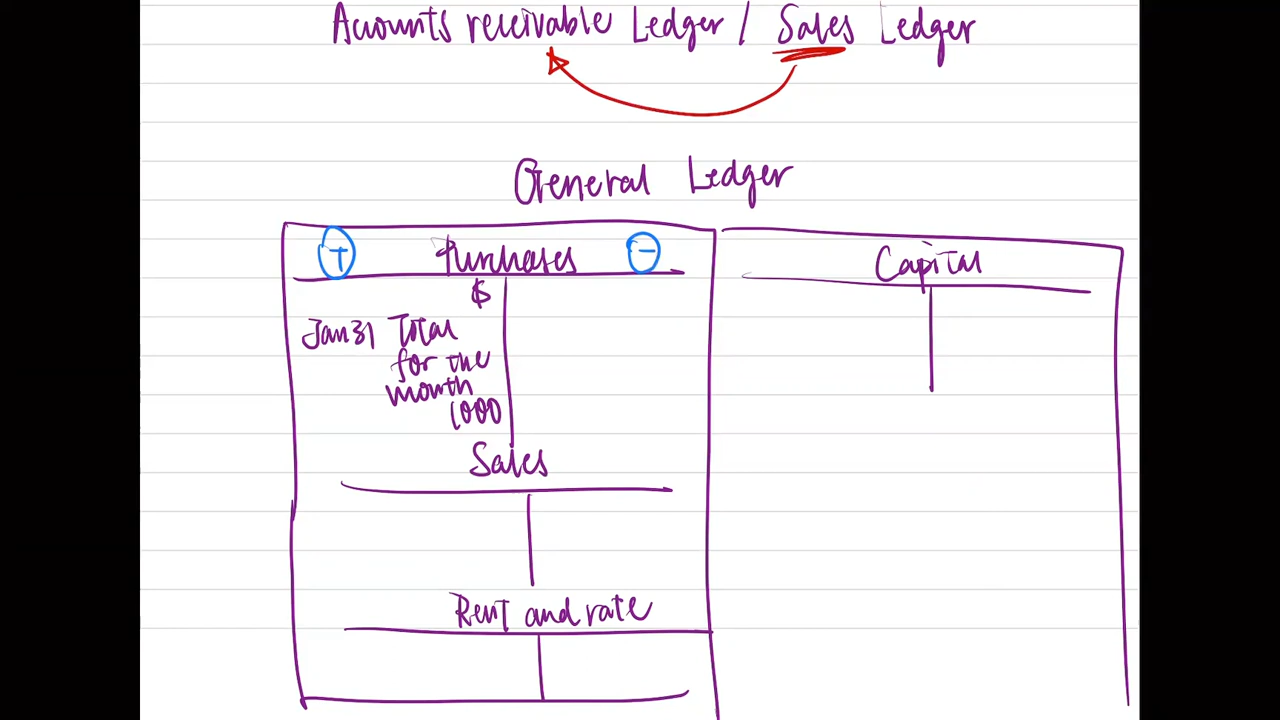 Accounts receivable Ledger / Sales Ledger
General Ledger
+ Purchases -
$
Jan 31 Total
for the
month
1000
Sales
Rent and rate
Capital